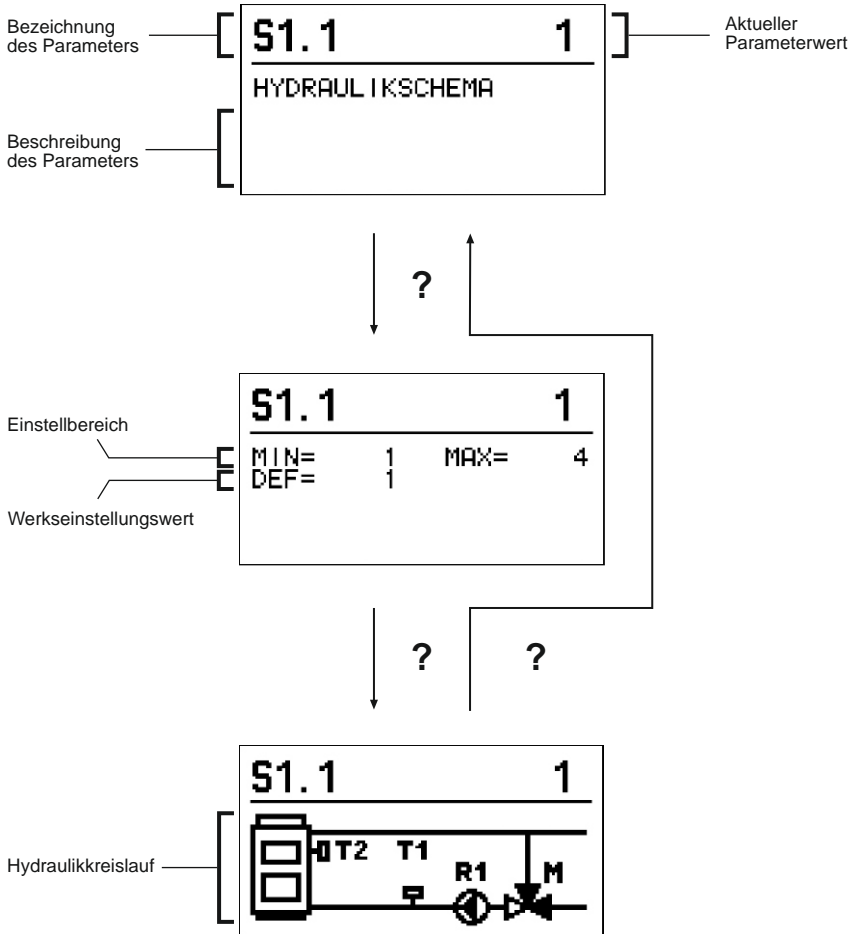 Bezeichnung
des Parameters
S1.1 1
Aktueller
Parameterwert
HYDRAULIKSCHEMA
Beschreibung
des Parameters
?
S1.1 1
Einstellbereich
MIN= 1 MAX= 4
DEF= 1
Werkseinstellungswert
? ?
S1.1 1
Hydraulikkreislauf
T2 T1
R1 M